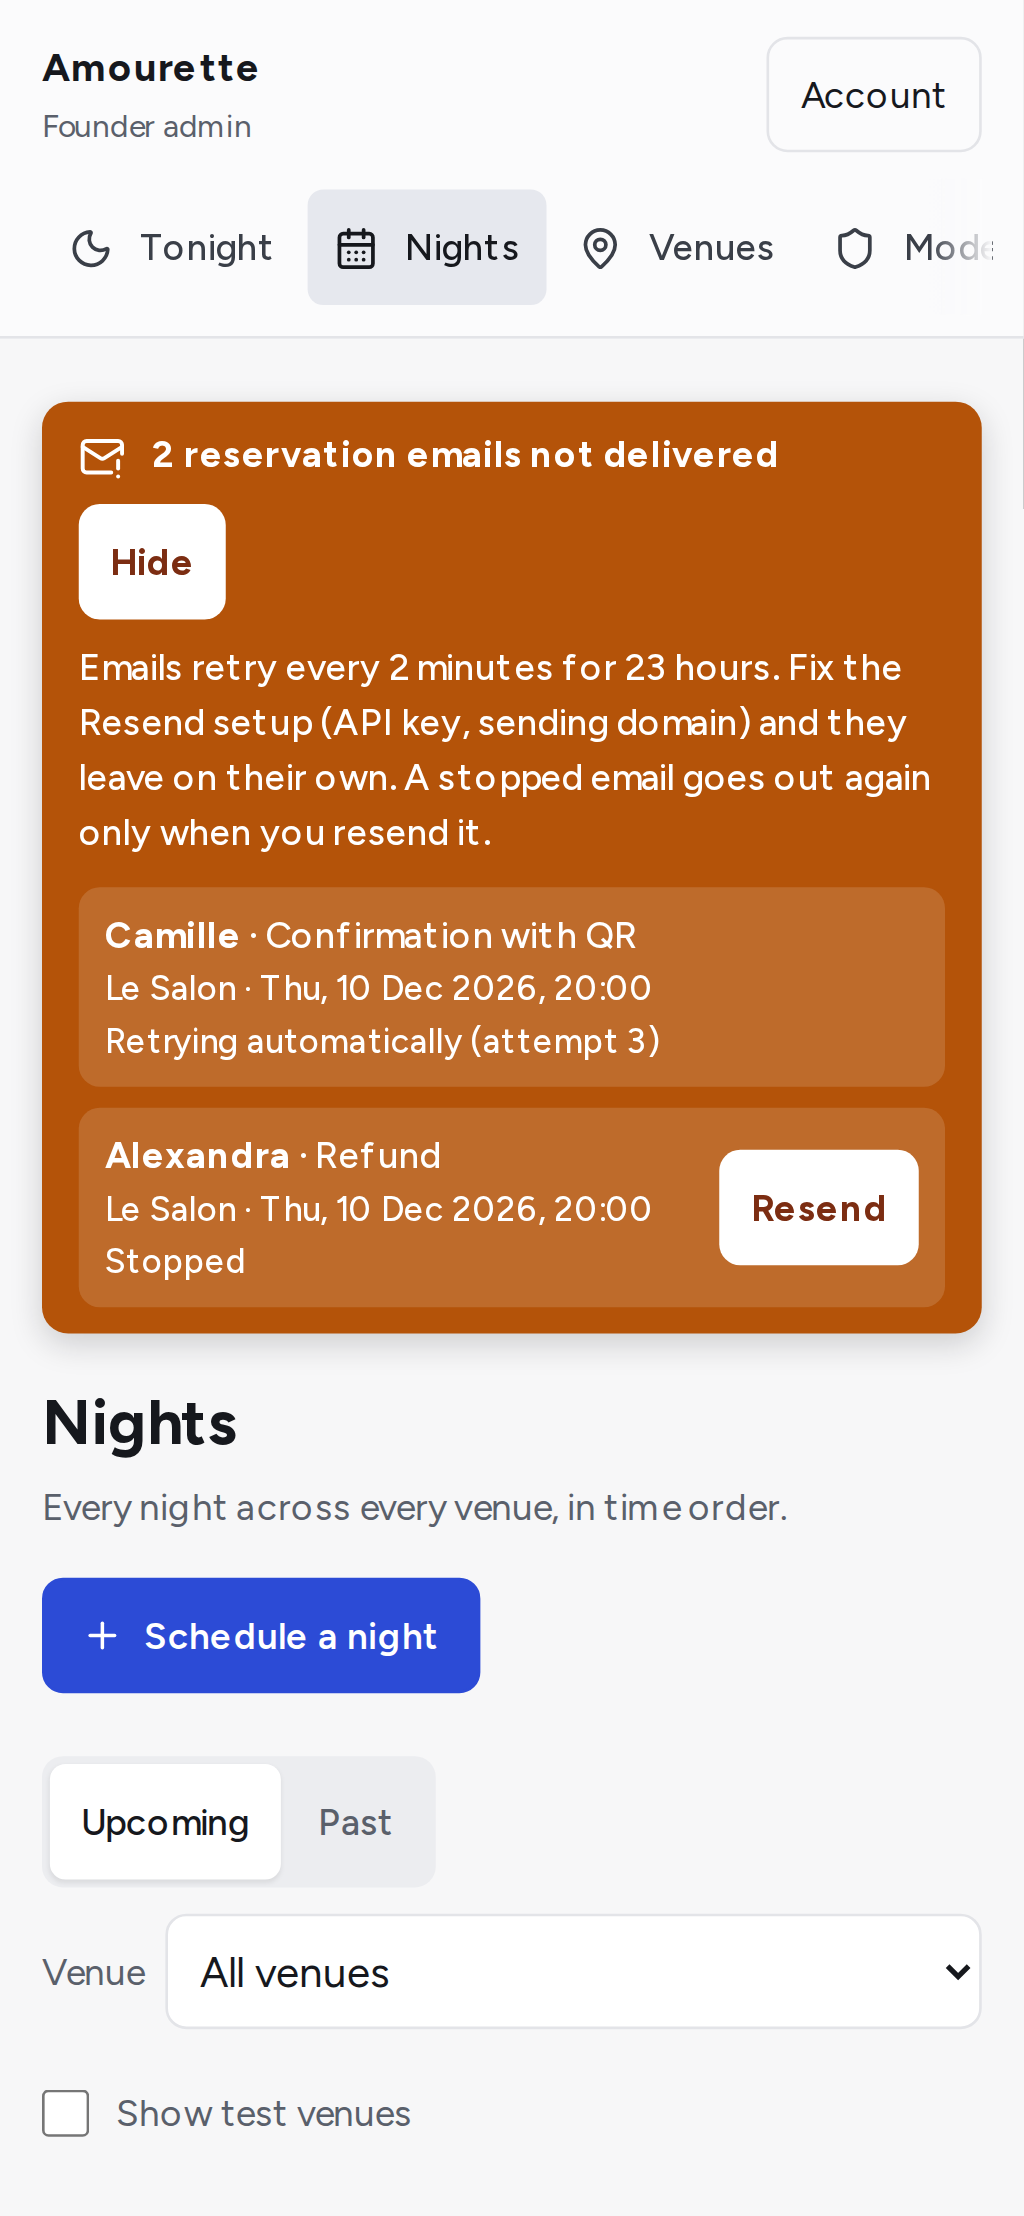 Amourette
Founder admin
Account
Tonight
Nights
Venues
2 reservation emails not delivered
Hide
Emails retry every 2 minutes for 23 hours. Fix the
Resend setup (API key, sending domain) and they
leave on their own. A stopped email goes out again
only when you resend it.
Camille · Confirmation with QR
Le Salon · Thu, 10 Dec 2026, 20:00
Retrying automatically (attempt 3)
Alexandra · Refund
Le Salon · Thu, 10 Dec 2026, 20:00
Stopped
Resend
Nights
Every night across every venue, in time order.
Schedule a night
Upcoming
Past
Venue
All venues
Show test venues